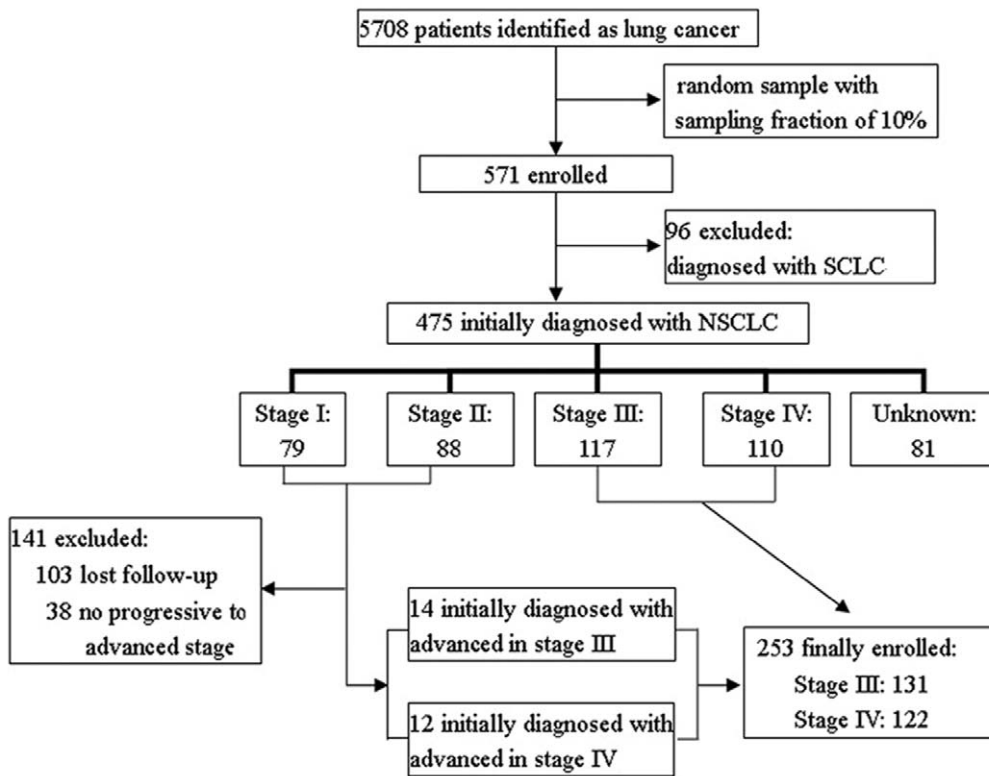 5708 patients identified as lung cancer
random sample with
sampling fraction of 10%
571 enrolled
96 excluded:
diagnosed with SCLC
475 initially diagnosed with NSCLC
Stage I:
79
Stage II:
88
Stage III:
117
Stage IV:
110
Unknown:
81
141 excluded:
103 lost follow-up
38 no progressive to
advanced stage
14 initially diagnosed with
advanced in stage III
12 initially diagnosed with
advanced in stage IV
253 finally enrolled:
Stage III: 131
Stage IV: 122